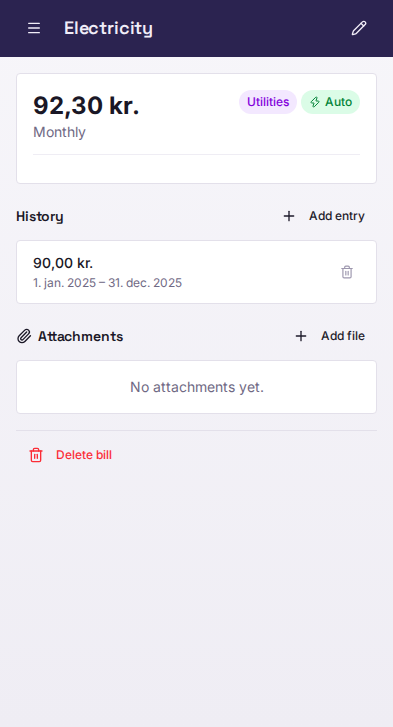 Electricity
92,30 kr.
Utilities
Auto
Monthly
History
Add entry
90,00 kr.
1. jan. 2025 – 31. dec. 2025
Attachments
Add file
No attachments yet.
Delete bill